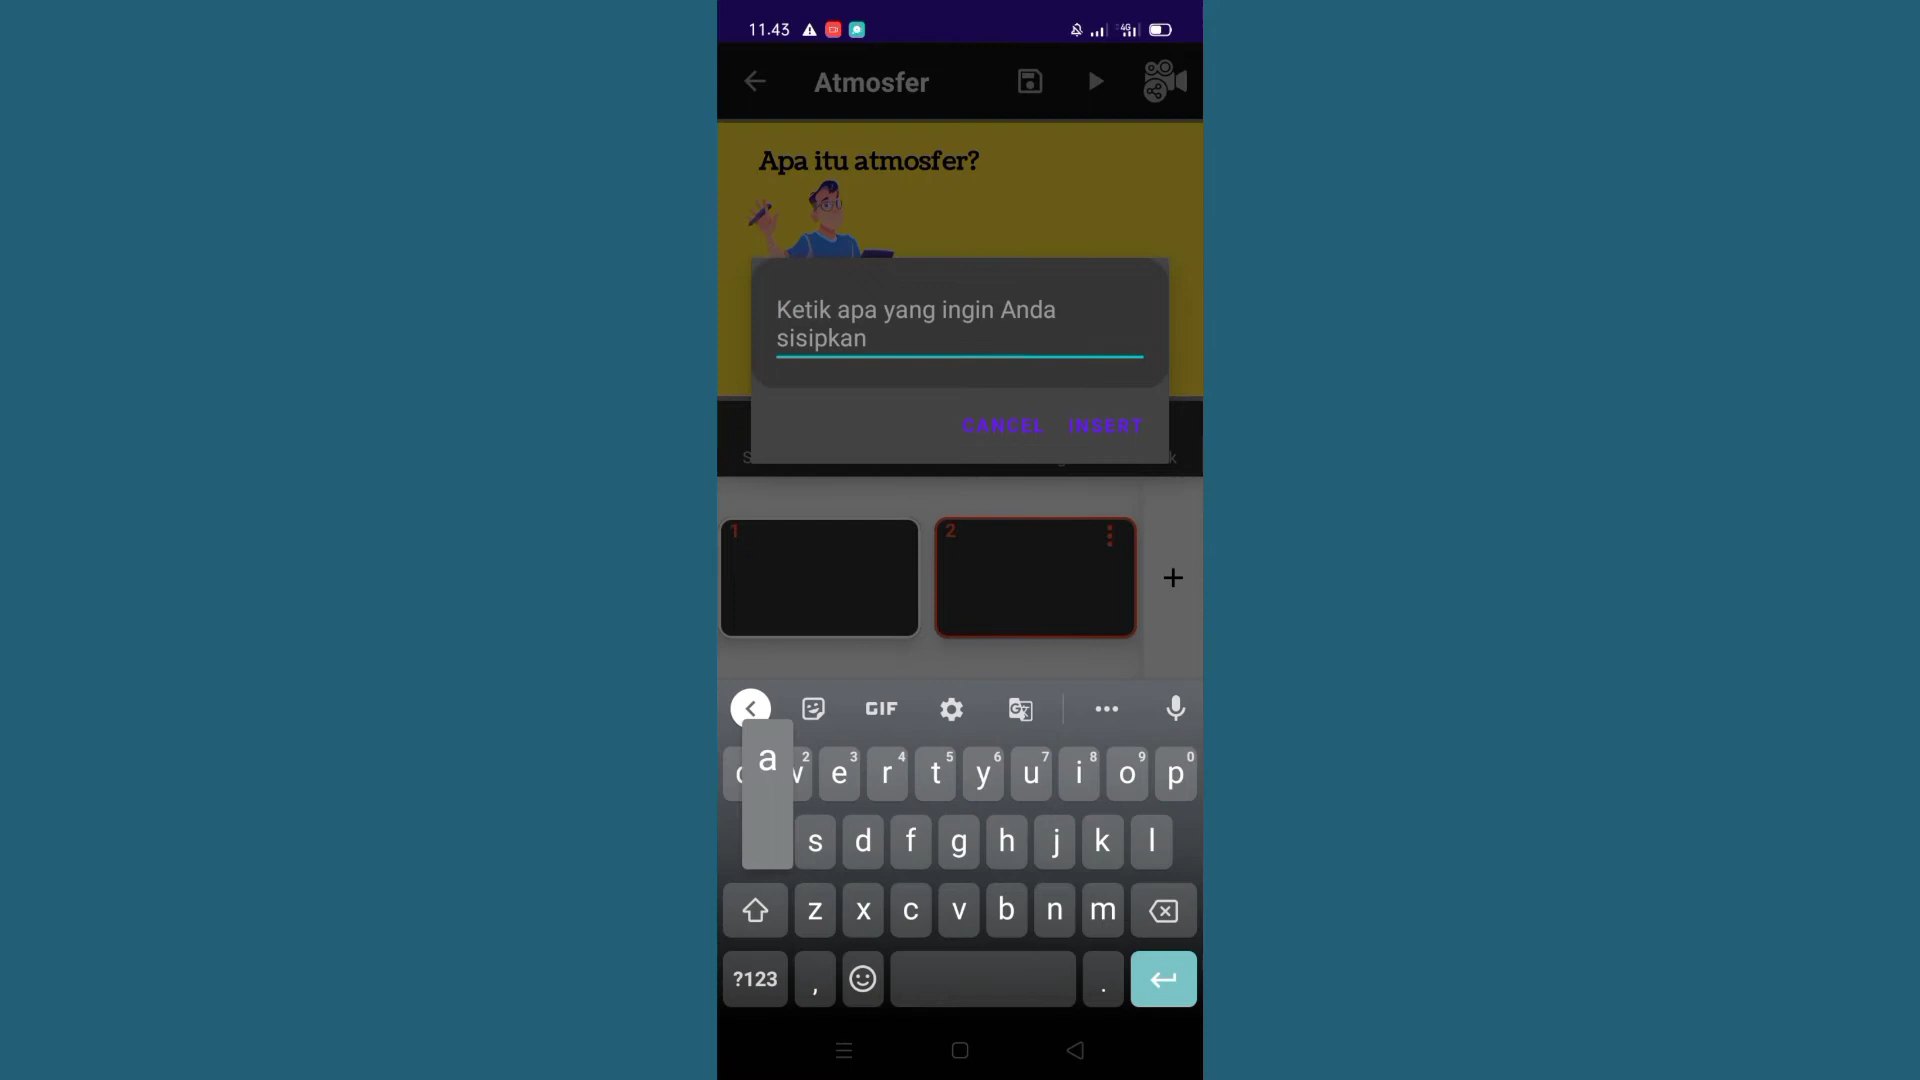 11.43
4G
Atmosfer
Apa itu atmosfer?
Ketik apa yang ingin Anda
sisipkan
CANCEL INSERT
1 2
+
GIF
a
2 e 3 r 4 t 5 y 6 u 7 i 8 o 9 p 0
s d f g h j k l
z x c v b n m
?123 , .